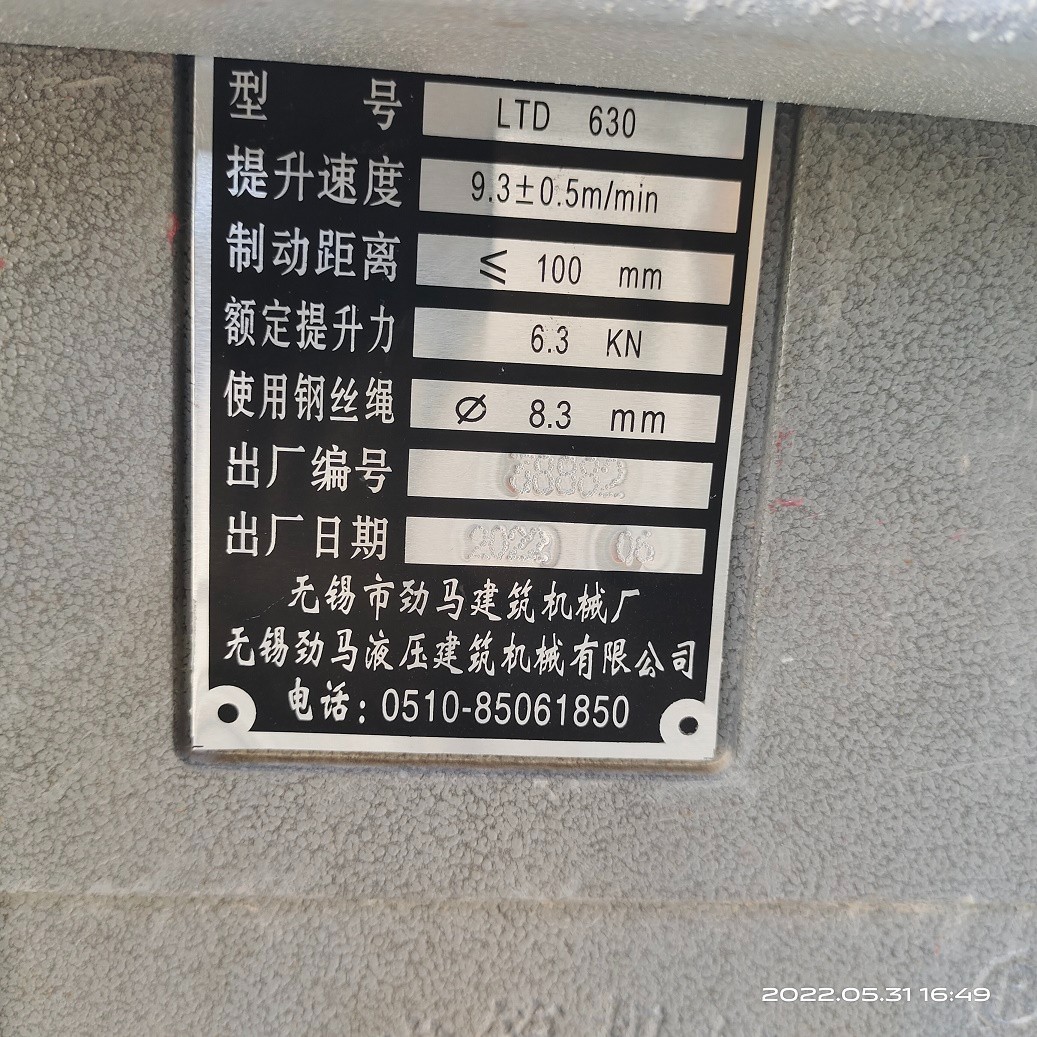 型 号 LTD 630
提升速度 9.3±0.5m/min
制动距离 ≤ 100 mm
额定提升力 6.3 KN
使用钢丝绳 Ø 8.3 mm
出厂编号
出厂日期 2022
无锡市劲马建筑机械厂
无锡劲马液压建筑机械有限公司
电话：0510-85061850
2022.05.31 16:49